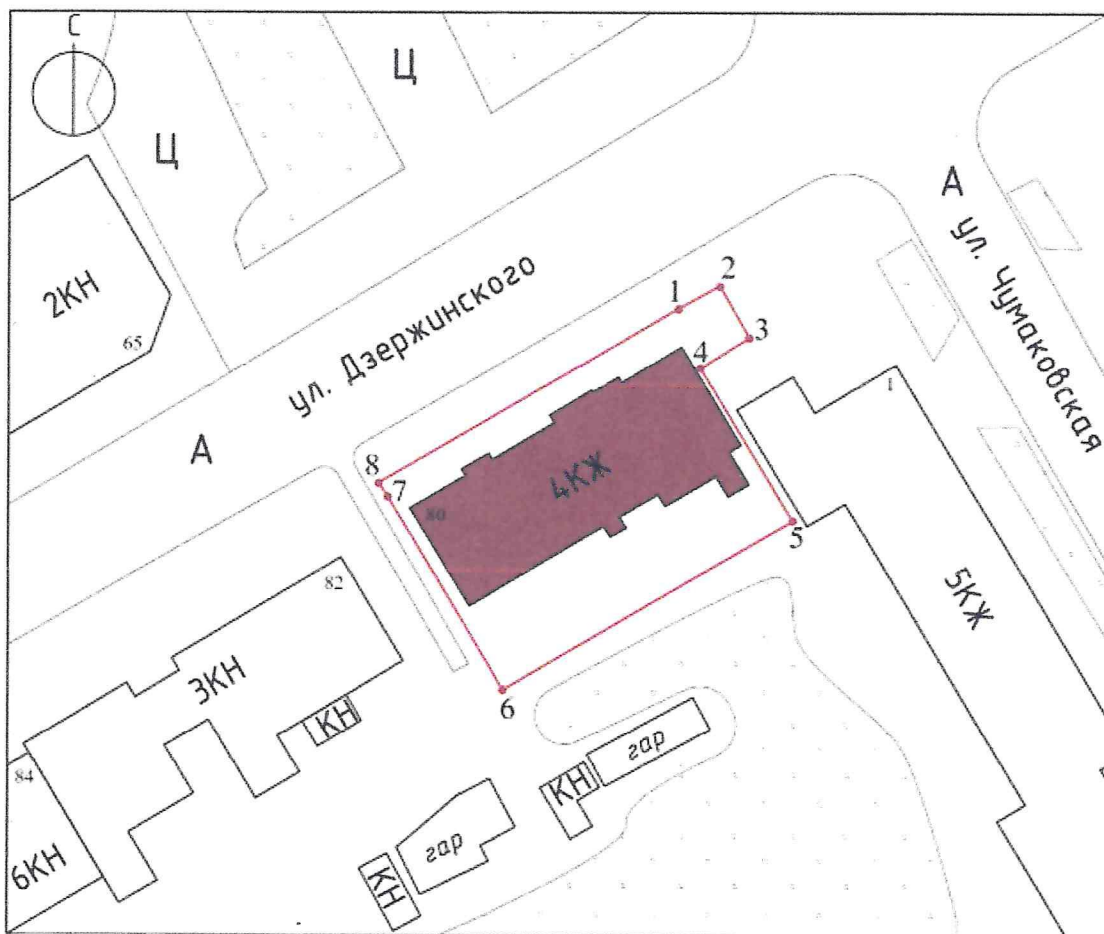 С
Ц
Ц
А
ул. Чумаковская
2КН
65
ул. Дзержинского
1
2
3
4
1
А
8
7
4КЖ
80
5
82
5КЖ
3КН
6
КН
гар
84
КН
гар
6КН
КН